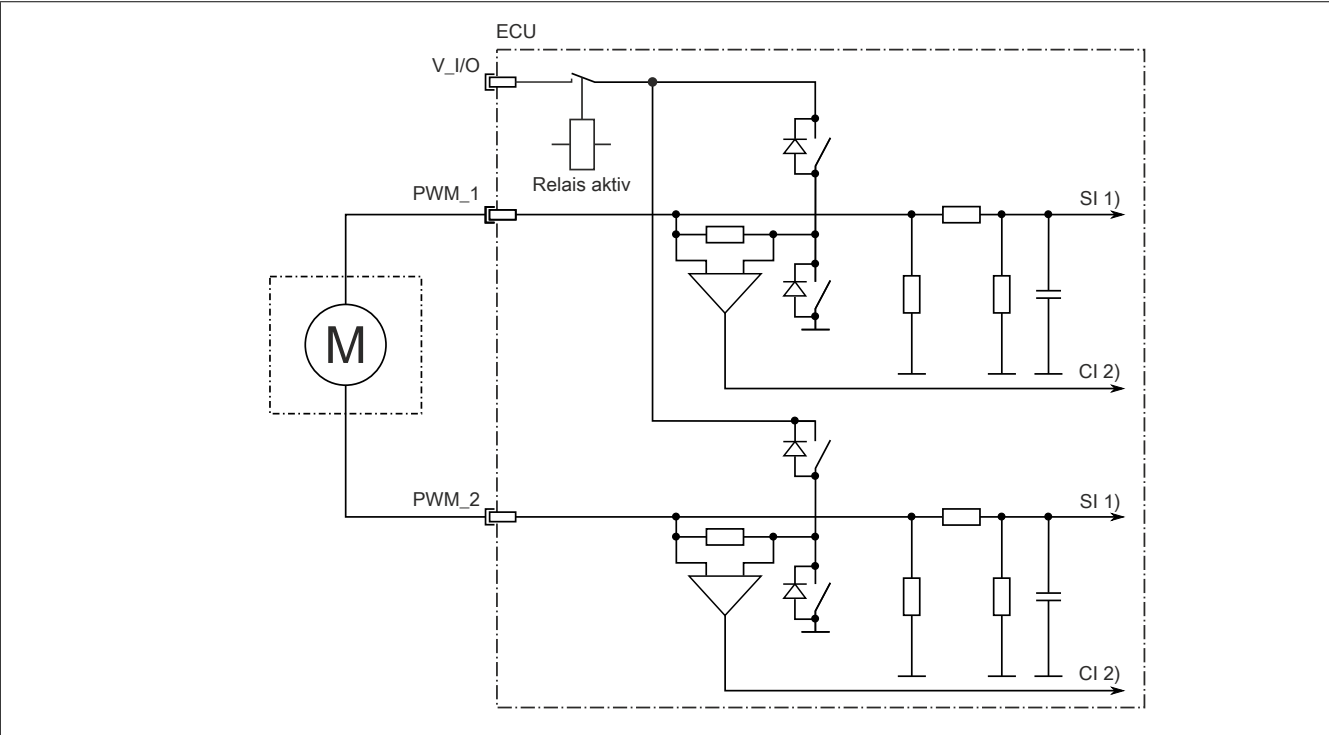 ECU
V_I/O
Relais aktiv
PWM_1
SI 1)
M
CI 2)
PWM_2
SI 1)
CI 2)